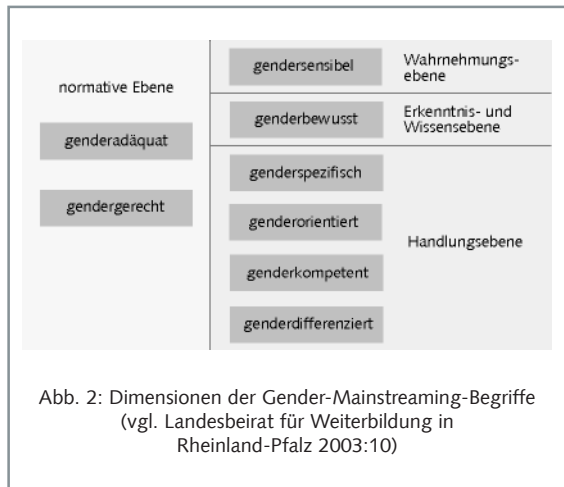 normative Ebene
genderadäquat
gendergerecht
gendersensibel
Wahrnehmungs-
ebene
genderbewusst
Erkenntnis- und
Wissensebene
genderspezifisch
genderorientiert
genderkompetent
genderdifferenziert
Handlungsebene
Abb. 2: Dimensionen der Gender-Mainstreaming-Begriffe
(vgl. Landesbeirat für Weiterbildung in
Rheinland-Pfalz 2003:10)